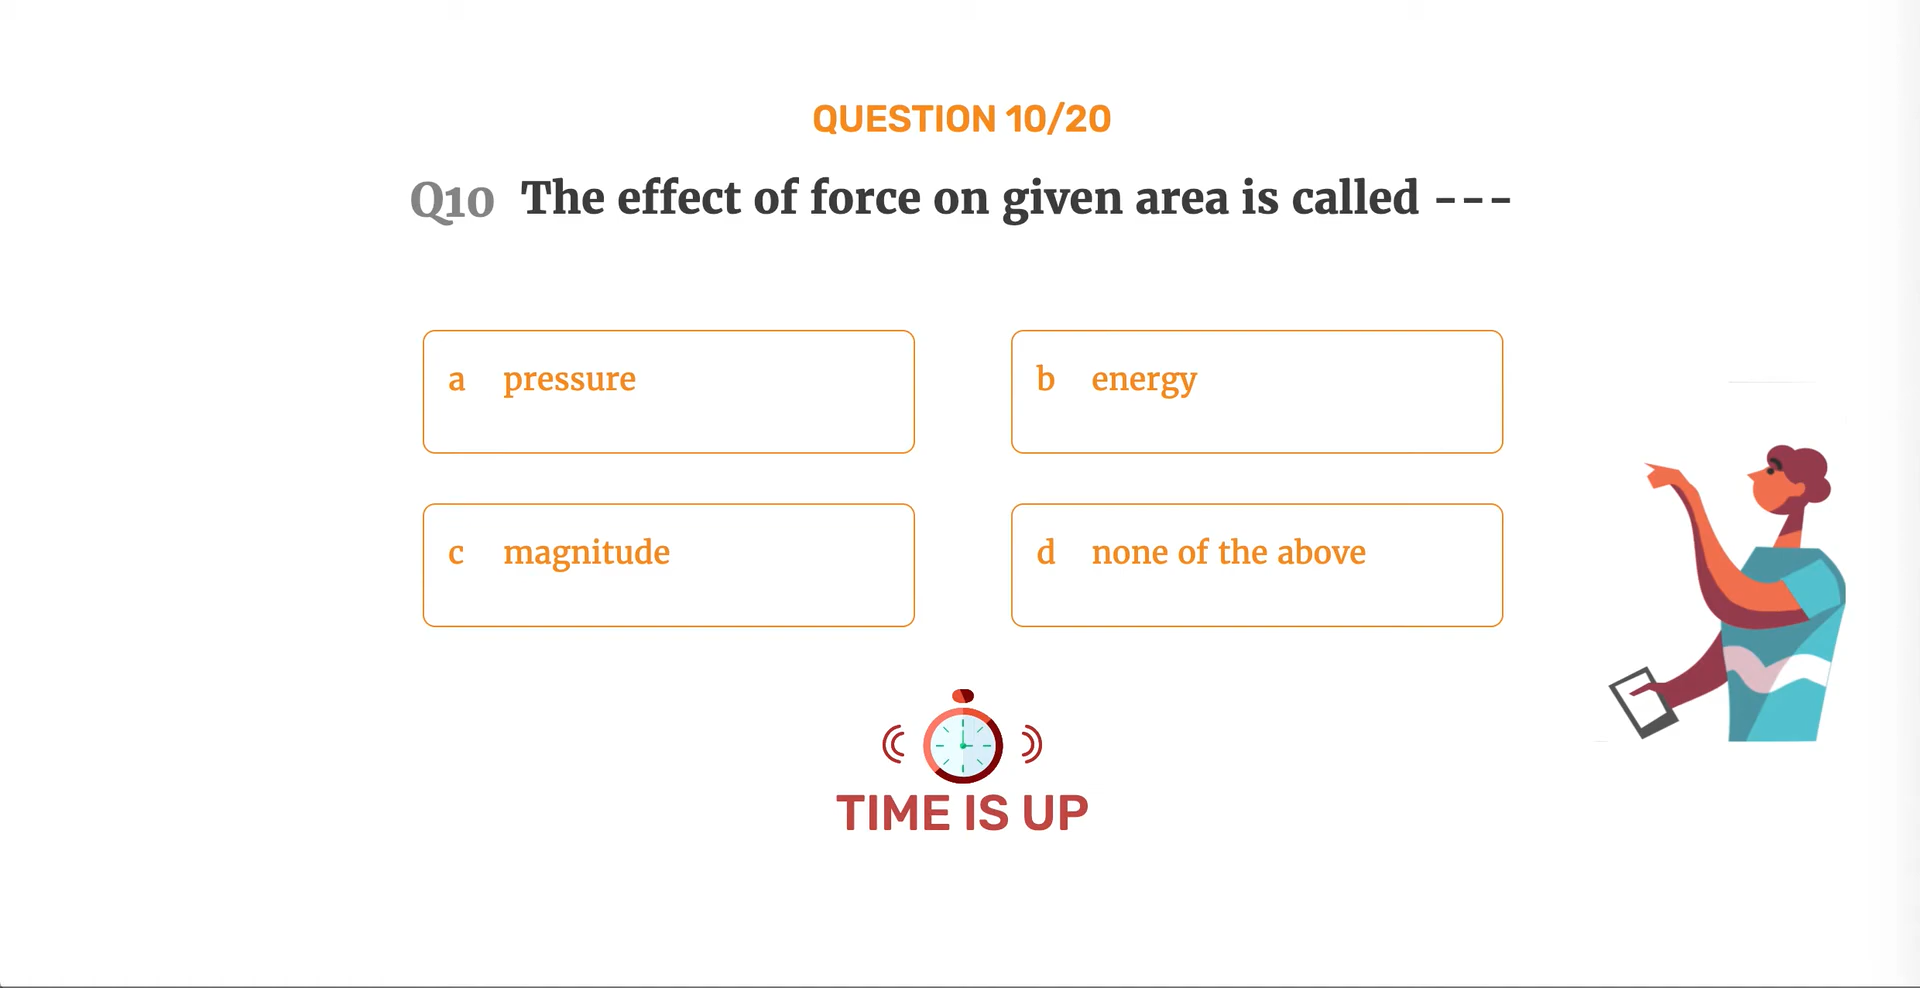 QUESTION 10/20
Q10 The effect of force on given area is called ---
a pressure
b energy
c magnitude
d none of the above
TIME IS UP